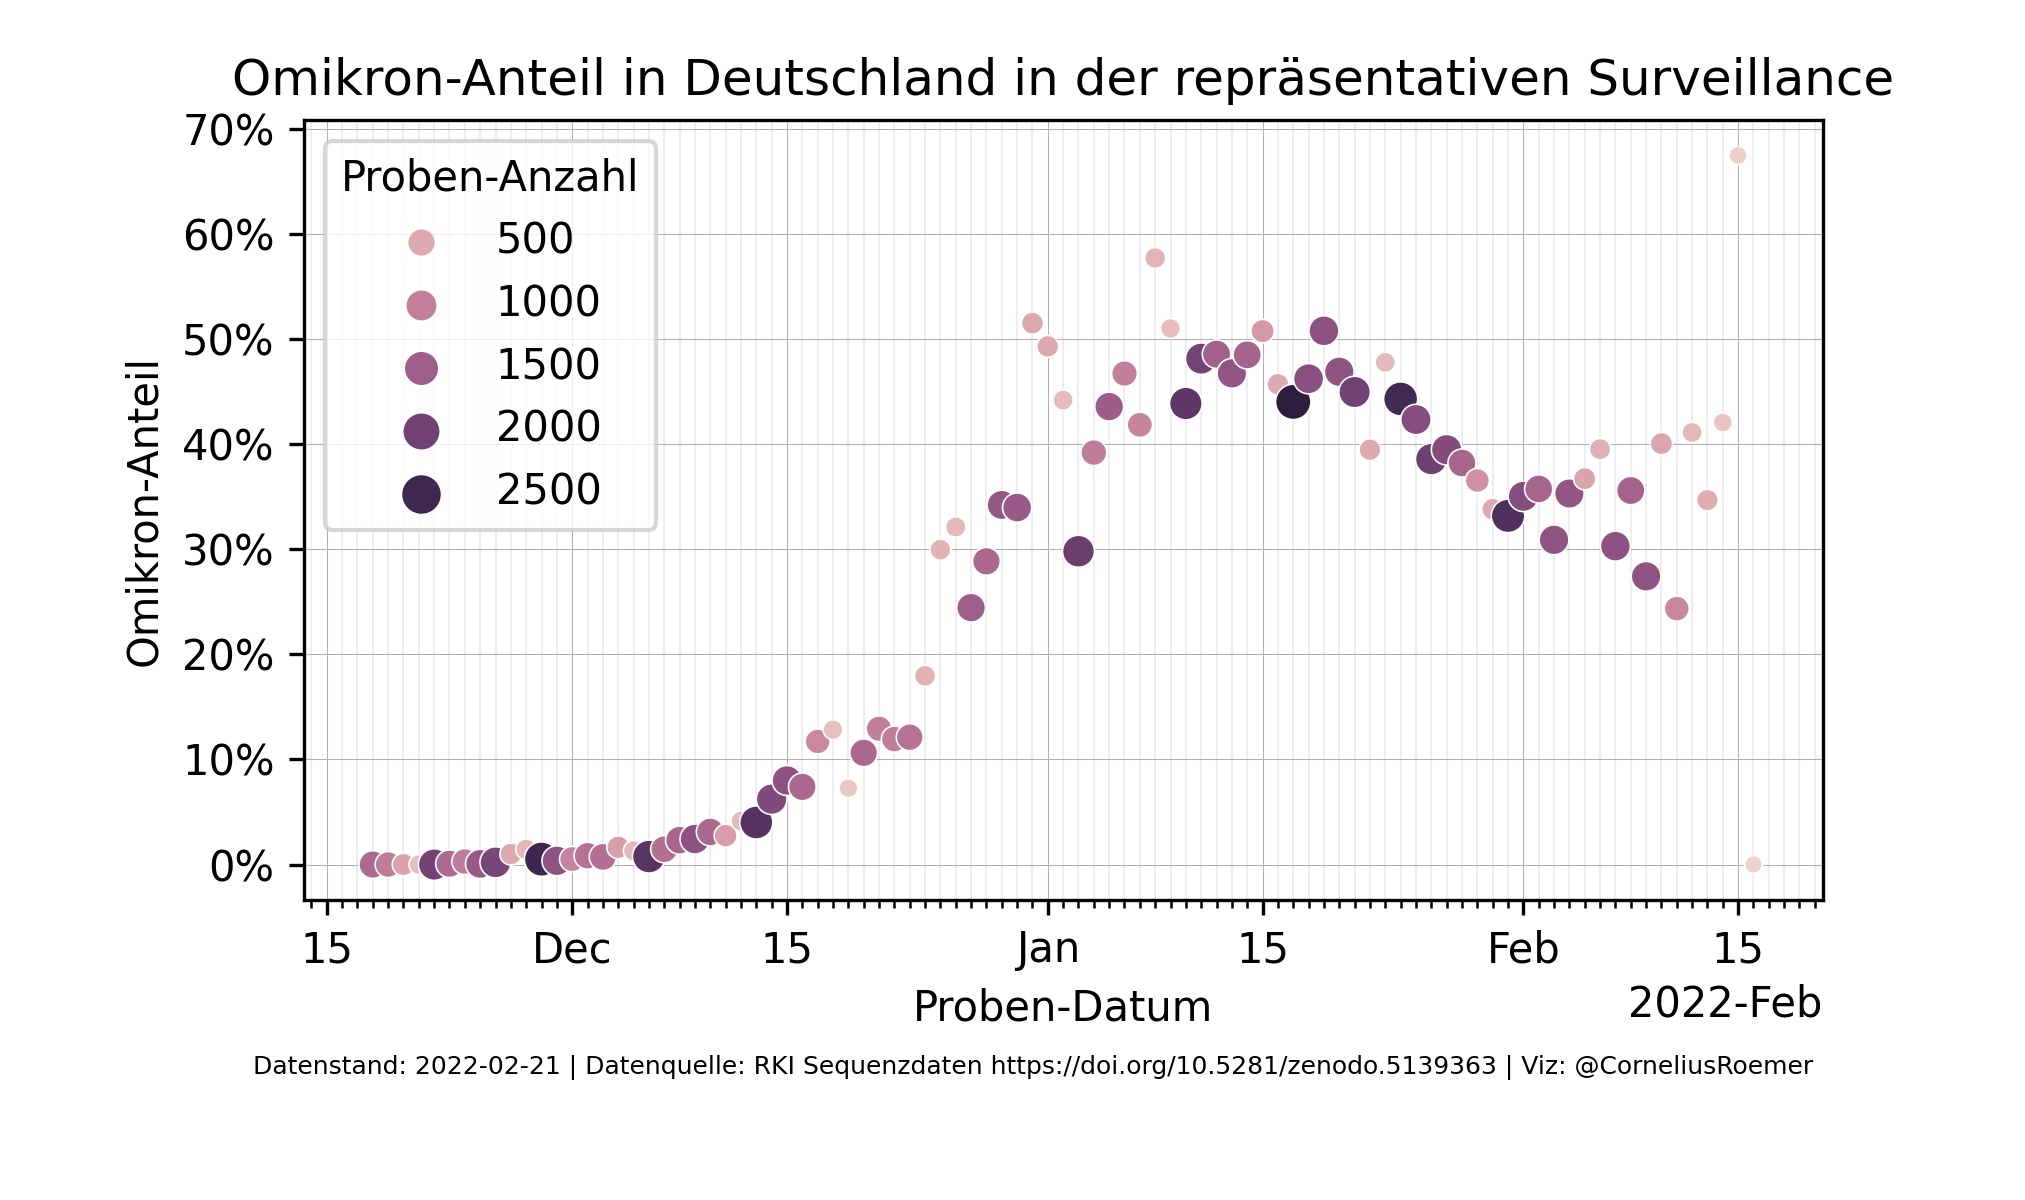 Omikron-Anteil in Deutschland in der repräsentativen Surveillance
70%
60%
50%
40%
30%
20%
10%
0%
Omikron-Anteil
Proben-Anzahl
500
1000
1500
2000
2500
15 Dec 15 Jan 15 Feb 15
2022-Feb
Proben-Datum
Datenstand: 2022-02-21 | Datenquelle: RKI Sequenzdaten https://doi.org/10.5281/zenodo.5139363 | Viz: @CorneliusRoemer